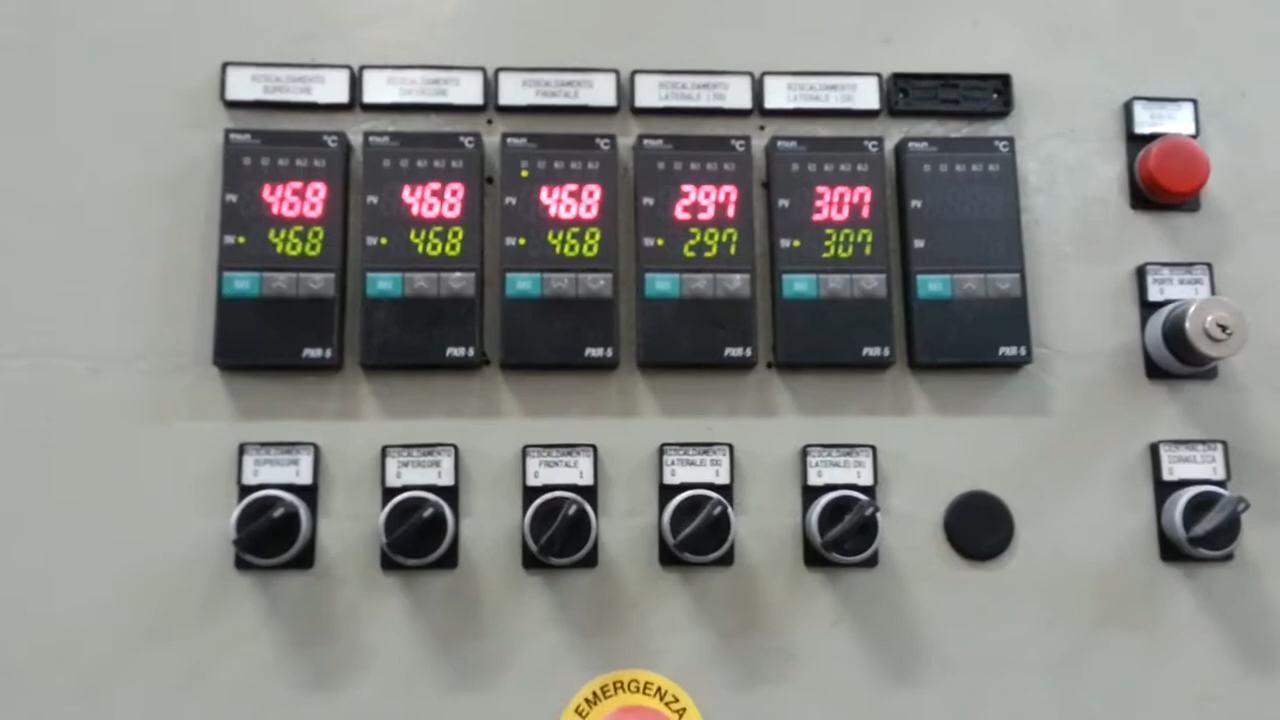 RISCALDAMENTO
SUPERIORE
RISCALDAMENTO
INFERIORE
RISCALDAMENTO
FRONTALE
RISCALDAMENTO
LATERALE (SX)
RISCALDAMENTO
LATERALE (DX)
°C
°C
°C
°C
°C
°C
PV 468
SV 468
PV 468
SV 468
PV 468
SV 468
PV 297
SV 297
PV 307
SV 307
PV
SV
PXR-5
PXR-5
PXR-5
PXR-5
PXR-5
PXR-5
PORTE QUADRO
0 1
RISCALDAMENTO
SUPERIORE
0 1
RISCALDAMENTO
INFERIORE
0 1
RISCALDAMENTO
FRONTALE
0 1
RISCALDAMENTO
LATERALE( SX)
0 1
RISCALDAMENTO
LATERALE( DX)
0 1
CENTRALINA
IDRAULICA
0 1
EMERGENZA